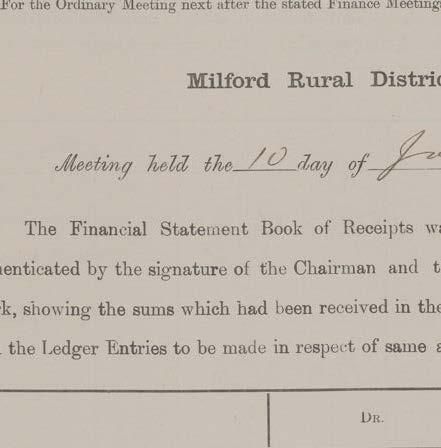 For the Ordinary Meeting next after the stated Finance Meeting
Milford Rural Distric
Meeting held the 10 day of
The Financial Statement Book of Receipts wa
enticated by the signature of the Chairman and t
k, showing the sums which had been received in the
the Ledger Entries to be made in respect of same a
DR.